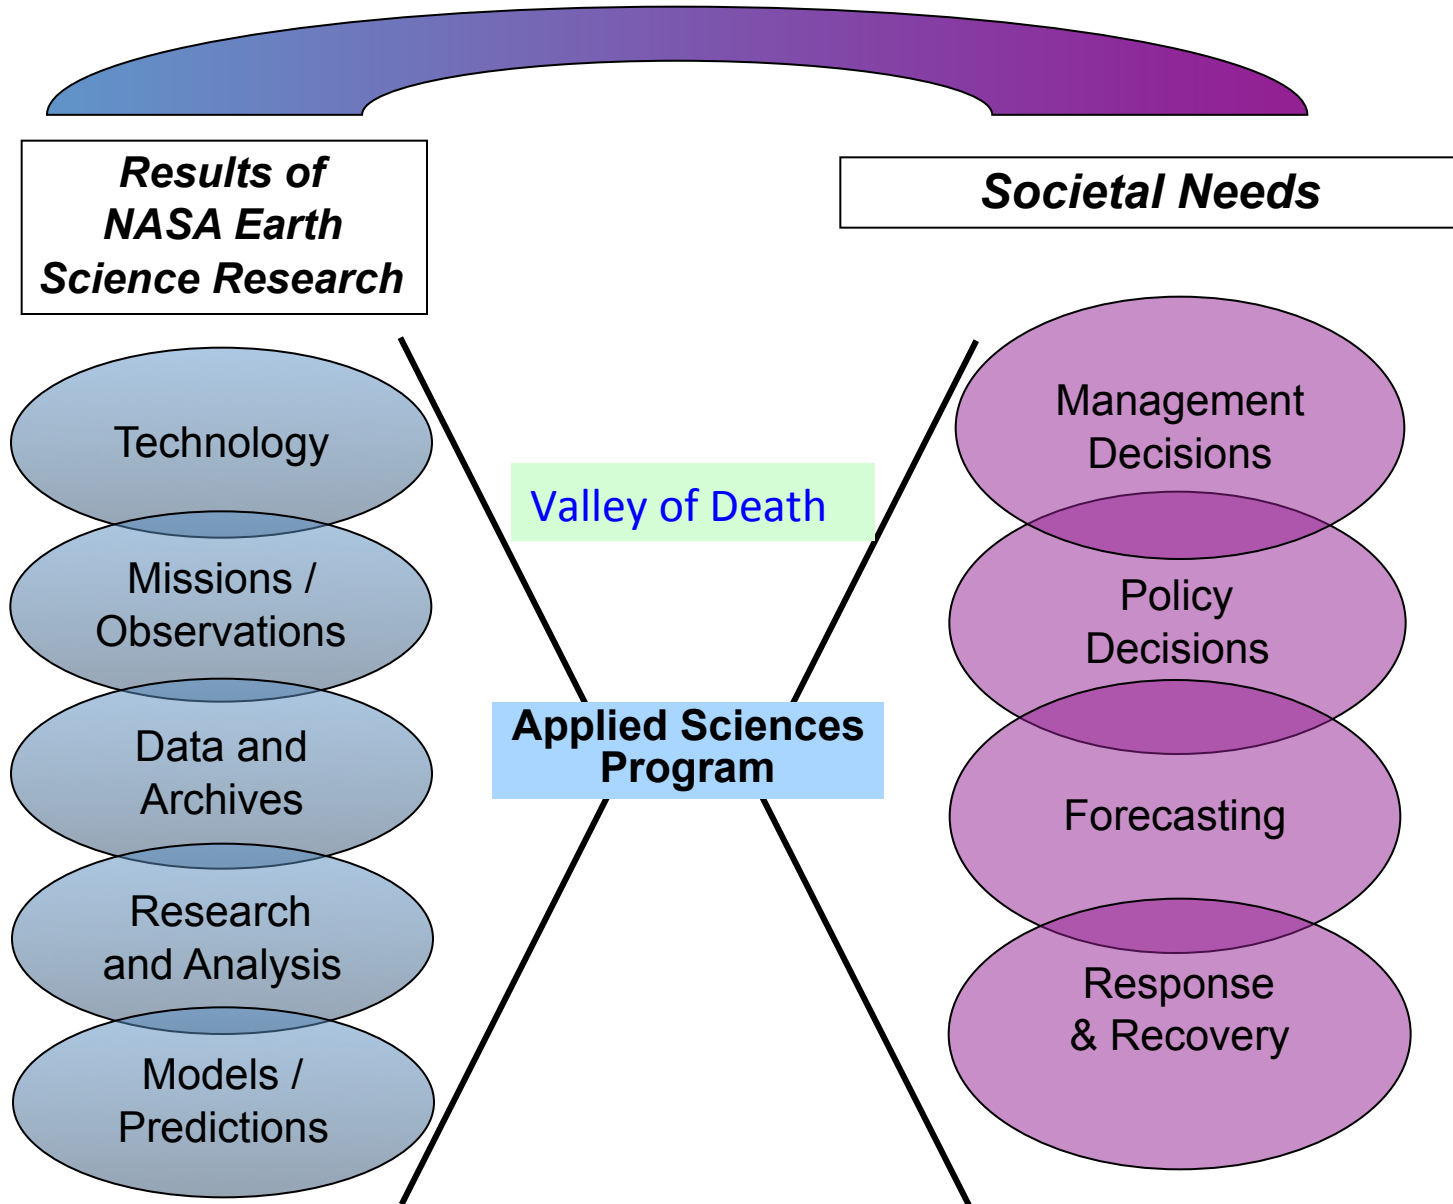 Results of
NASA Earth
Science Research
Societal Needs
Technology
Missions /
Observations
Data and
Archives
Research
and Analysis
Models /
Predictions
Valley of Death
Applied Sciences
Program
Management
Decisions
Policy
Decisions
Forecasting
Response
& Recovery